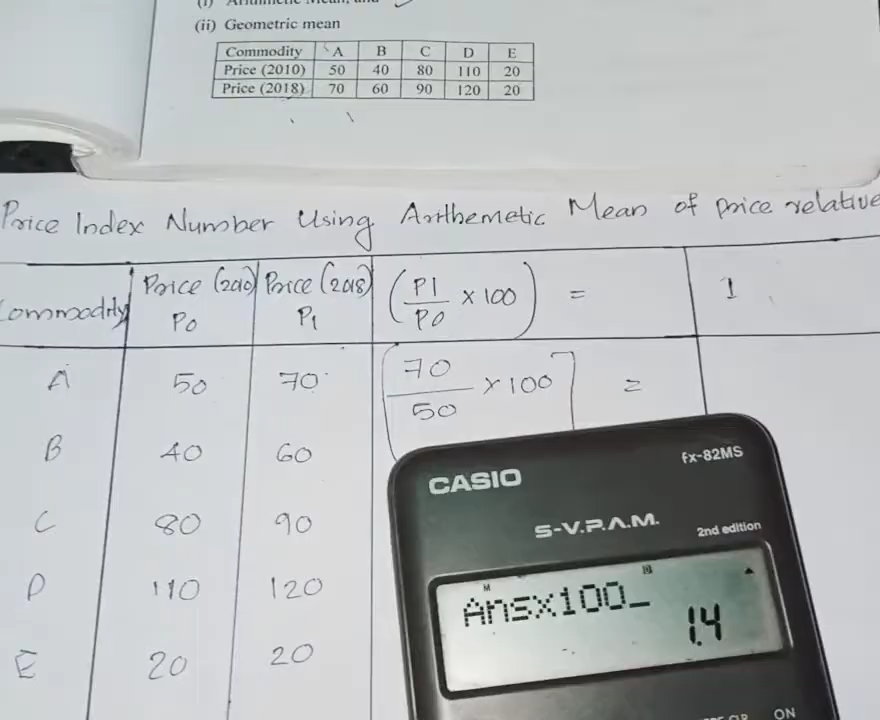 (i) Arithmetic Mean, and
(ii) Geometric mean
Commodity A B C D E
Price (2010) 50 40 80 110 20
Price (2018) 70 60 90 120 20
Price Index Number Using Arthemetic Mean of price relative
Commodity Price (2010) P0 Price (2018) P1 (P1/P0 × 100) = I
A 50 70 [70/50 × 100] =
B 40 60
C 80 90
D 110 120
E 20 20
CASIO fx-82MS
S-V.P.A.M. 2nd edition
M D
Ans×100_
1.4
ON